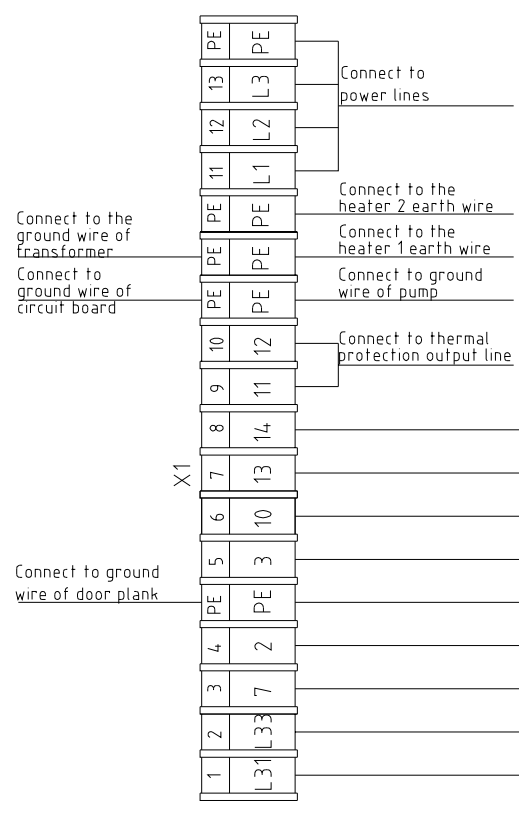 PE PE
13 L3
Connect to
power lines
12 L2
11 L1
Connect to the
heater 2 earth wire
PE PE
Connect to the
ground wire of
transformer
Connect to the
heater 1 earth wire
PE PE
Connect to
ground wire of
circuit board
Connect to ground
wire of pump
PE PE
10 12
Connect to thermal
protection output line
9 11
8 14
X1
7 13
6 10
5 3
Connect to ground
wire of door plank
PE PE
4 2
3 7
2 L33
1 L31